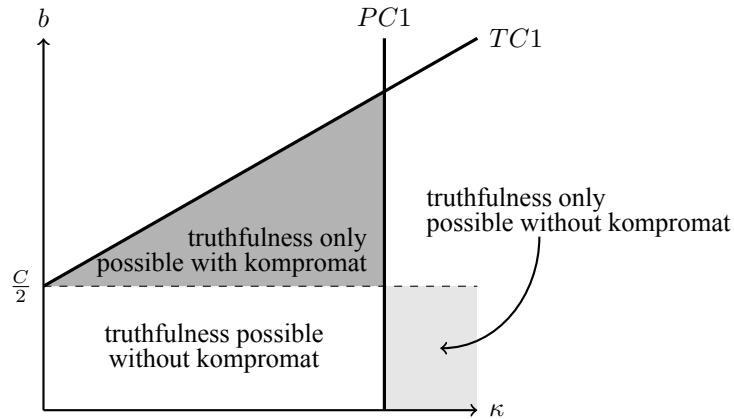 b
PC1
TC1
truthfulness only
possible without kompromat
truthfulness only
possible with kompromat
C/2
truthfulness possible
without kompromat
κ